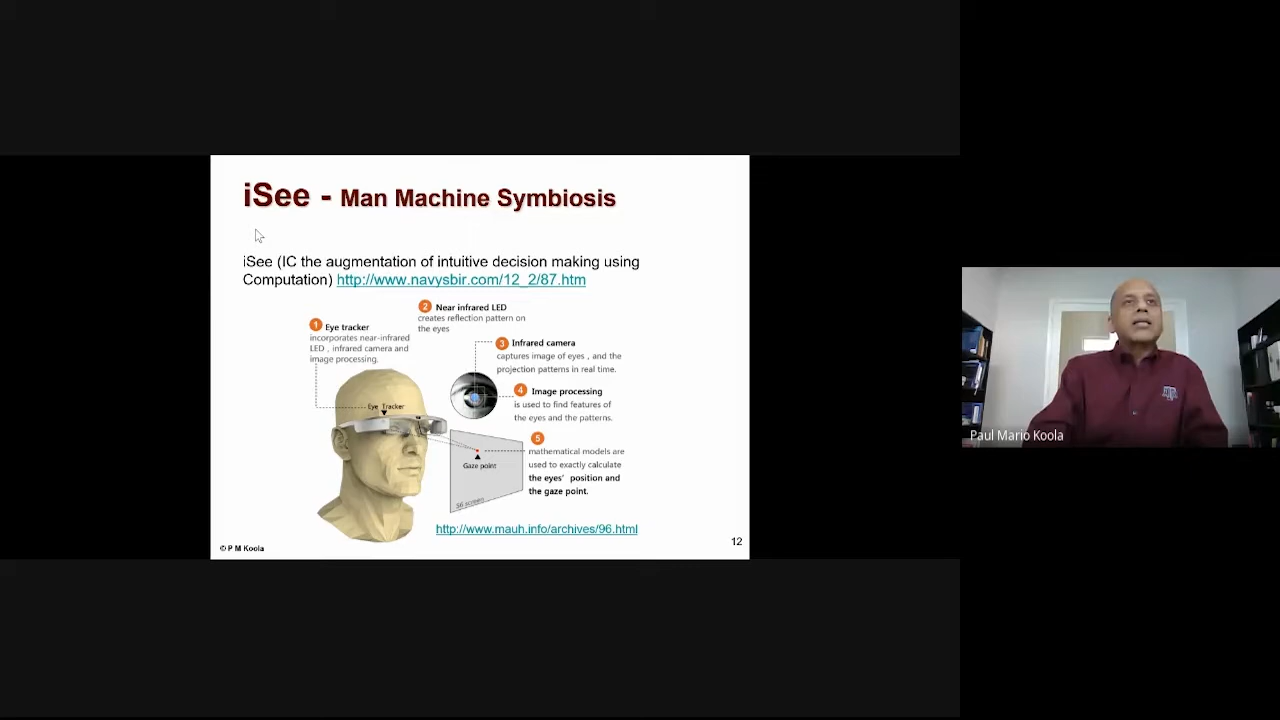 iSee - Man Machine Symbiosis
iSee (IC the augmentation of intuitive decision making using
Computation) http://www.navysbir.com/12_2/87.htm
2 Near infrared LED
creates reflection pattern on
the eyes
1 Eye tracker
incorporates near-infrared
LED , infrared camera and
image processing.
3 Infrared camera
captures image of eyes , and the
projection patterns in real time.
4 Image processing
is used to find features of
the eyes and the patterns.
Eye Tracker
5
mathematical models are
used to exactly calculate
the eyes' position and
the gaze point.
Gaze point
screen
http://www.mauh.info/archives/96.html
© P M Koola
12
Paul Mario Koola